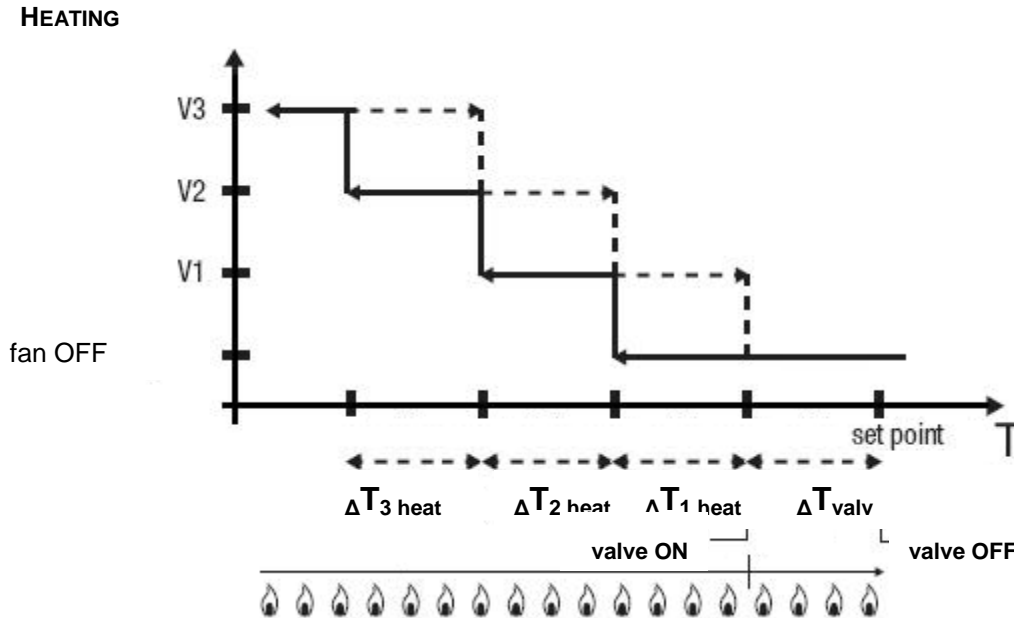 HEATING
V3
V2
V1
fan OFF
set point
T
ΔT3 heat ΔT2 heat ΔT1 heat ΔTvalv
valve ON valve OFF